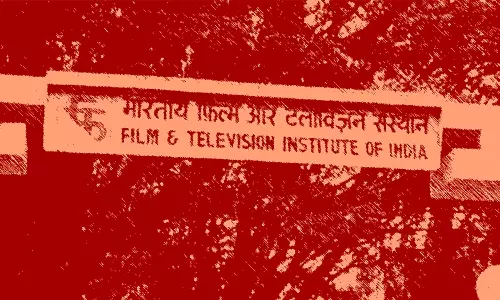 भारतीय फ़िल्म और टेलीविज़न संस्थान
FILM & TELEVISION INSTITUTE OF INDIA